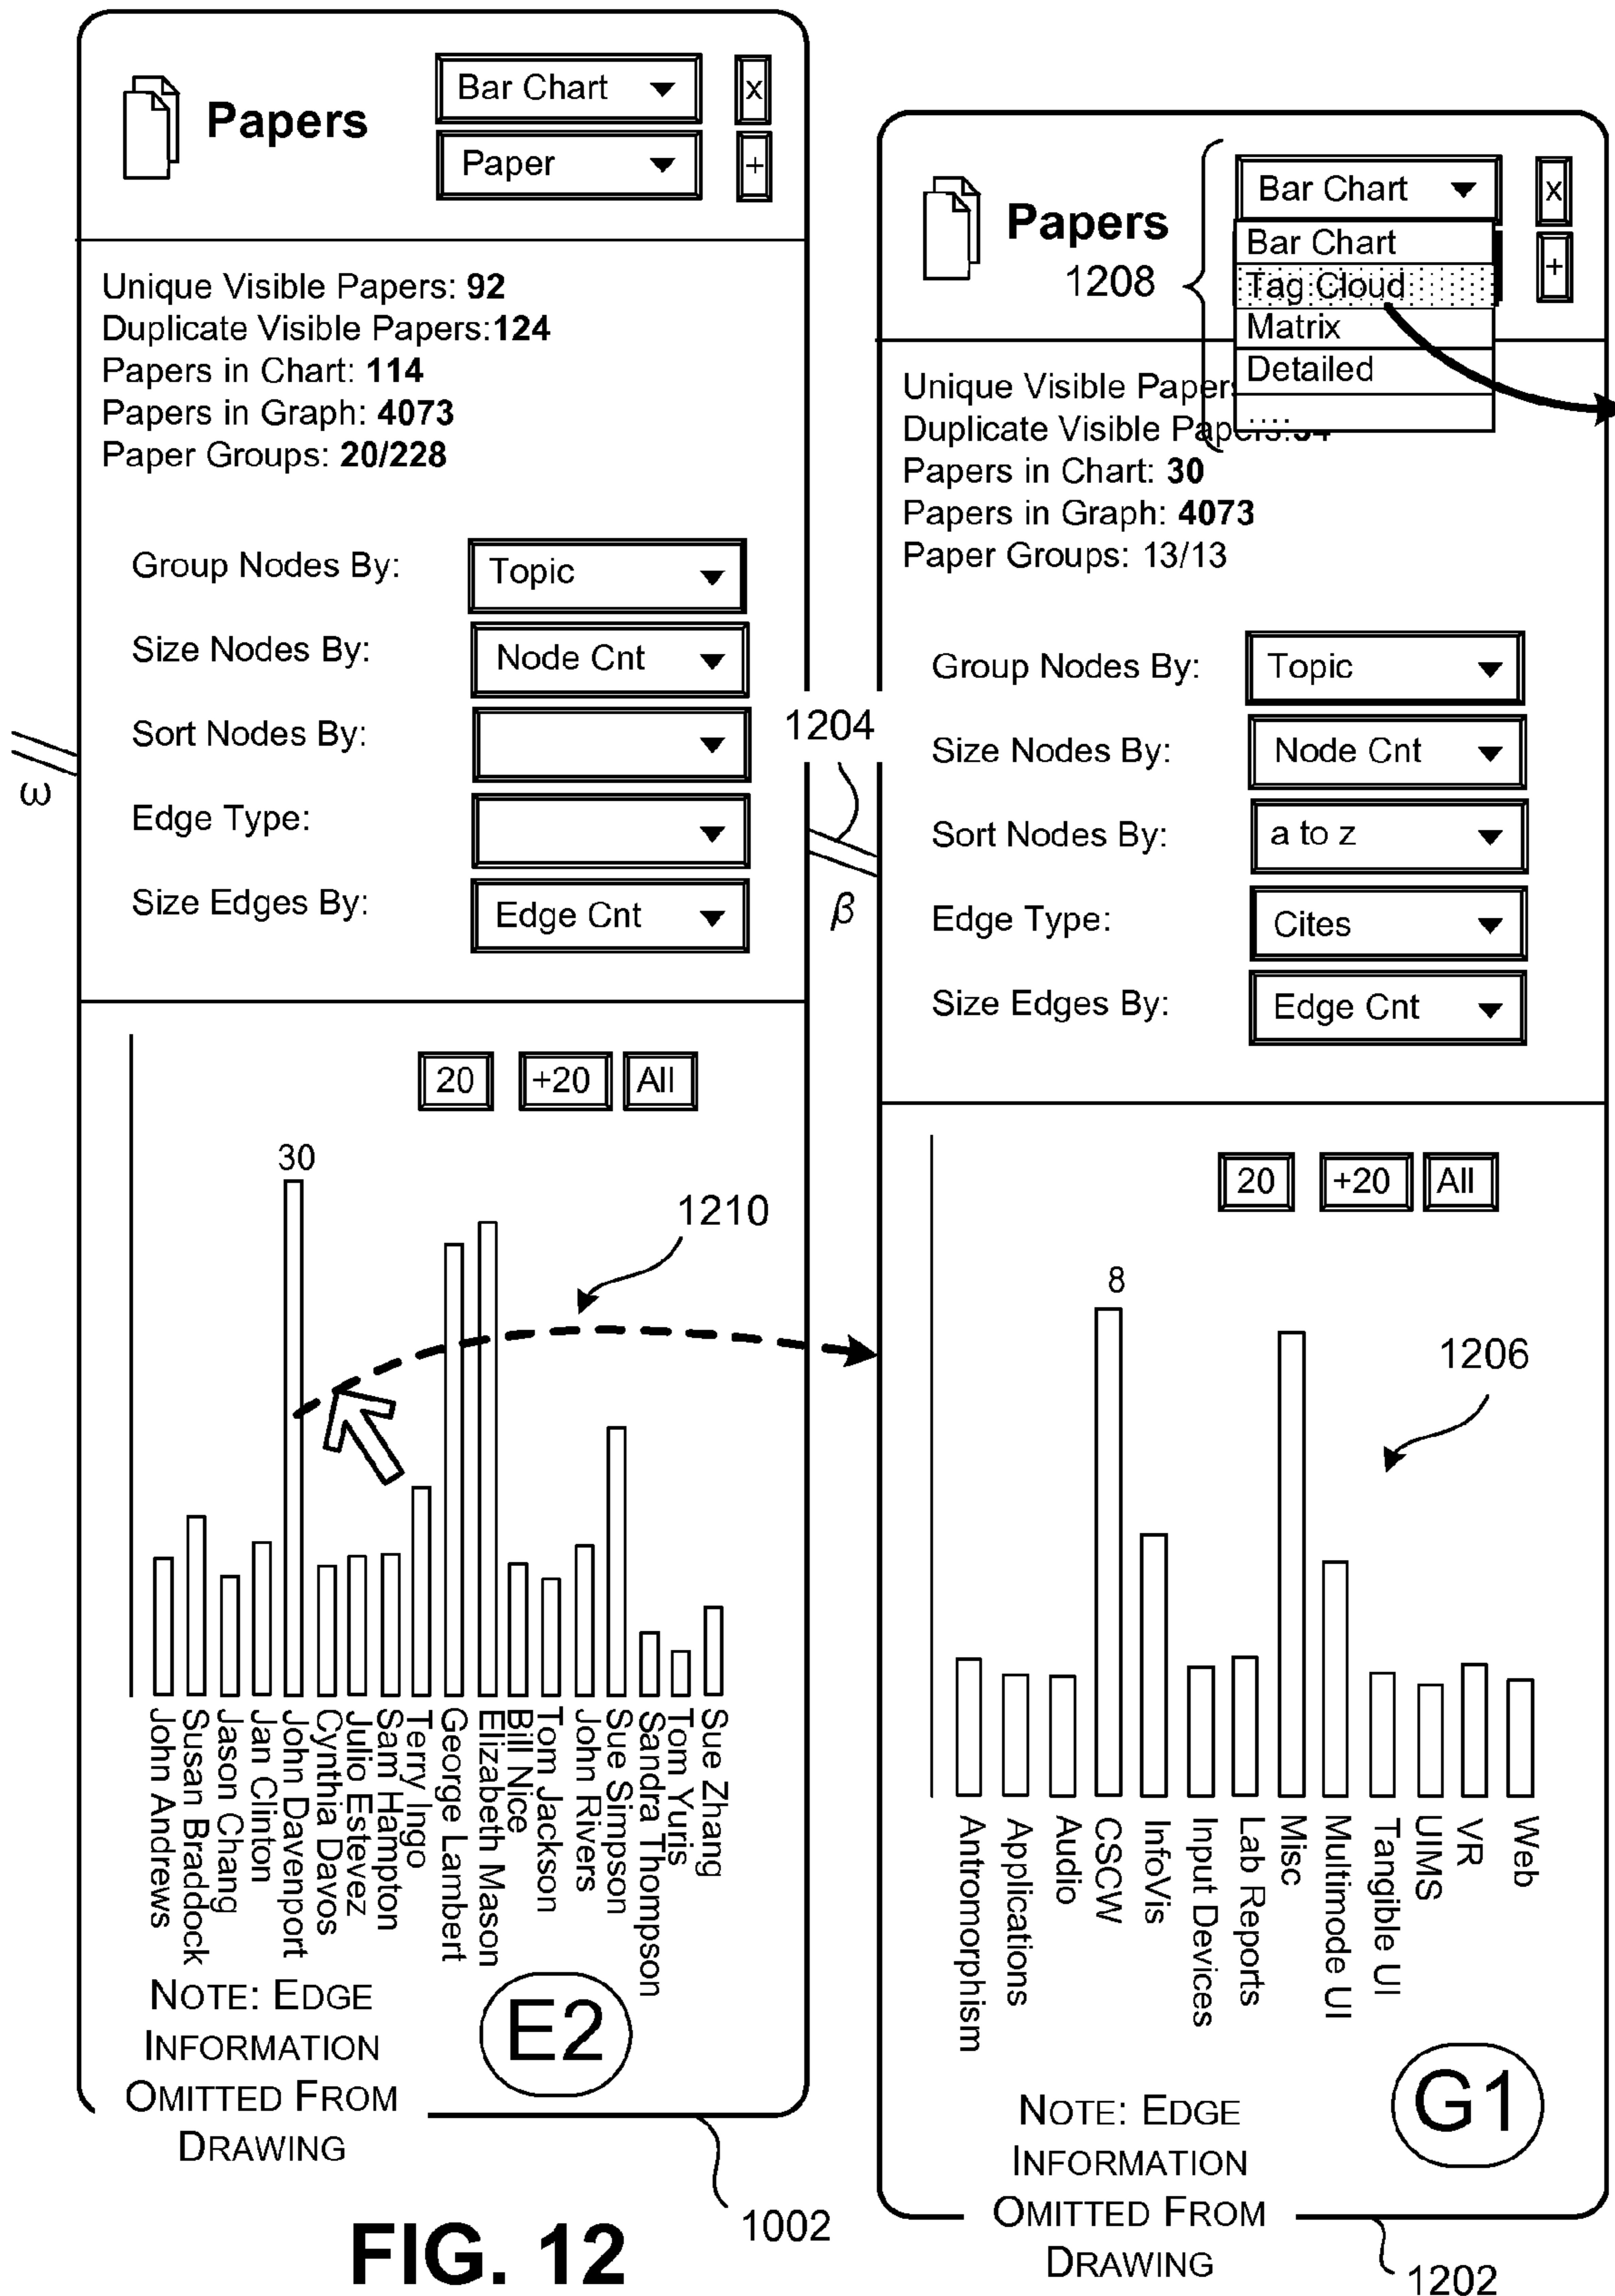 Papers
Bar Chart
x
Paper
+
Unique Visible Papers: 92
Duplicate Visible Papers:124
Papers in Chart: 114
Papers in Graph: 4073
Paper Groups: 20/228
Group Nodes By: Topic
Size Nodes By: Node Cnt
Sort Nodes By:
Edge Type:
Size Edges By: Edge Cnt
ω
20 +20 All
30
1210
John Andrews
Susan Braddock
Jason Chang
Jan Clinton
John Davenport
Cynthia Davos
Julio Estevez
Sam Hampton
Terry Ingo
George Lambert
Elizabeth Mason
Bill Nice
Tom Jackson
John Rivers
Sue Simpson
Sandra Thompson
Tom Yuris
Sue Zhang
NOTE: EDGE
INFORMATION
OMITTED FROM
DRAWING
E2
1002
1204
β
Papers
1208
Bar Chart
x
+
Bar Chart
Tag Cloud
Matrix
Detailed
....
Unique Visible Papers
Duplicate Visible Papers:
Papers in Chart: 30
Papers in Graph: 4073
Paper Groups: 13/13
Group Nodes By: Topic
Size Nodes By: Node Cnt
Sort Nodes By: a to z
Edge Type: Cites
Size Edges By: Edge Cnt
20 +20 All
8
1206
Antromorphism
Applications
Audio
CSCW
InfoVis
Input Devices
Lab Reports
Misc
Multimode UI
Tangible UI
UIMS
VR
Web
NOTE: EDGE
INFORMATION
OMITTED FROM
DRAWING
G1
1202
FIG. 12